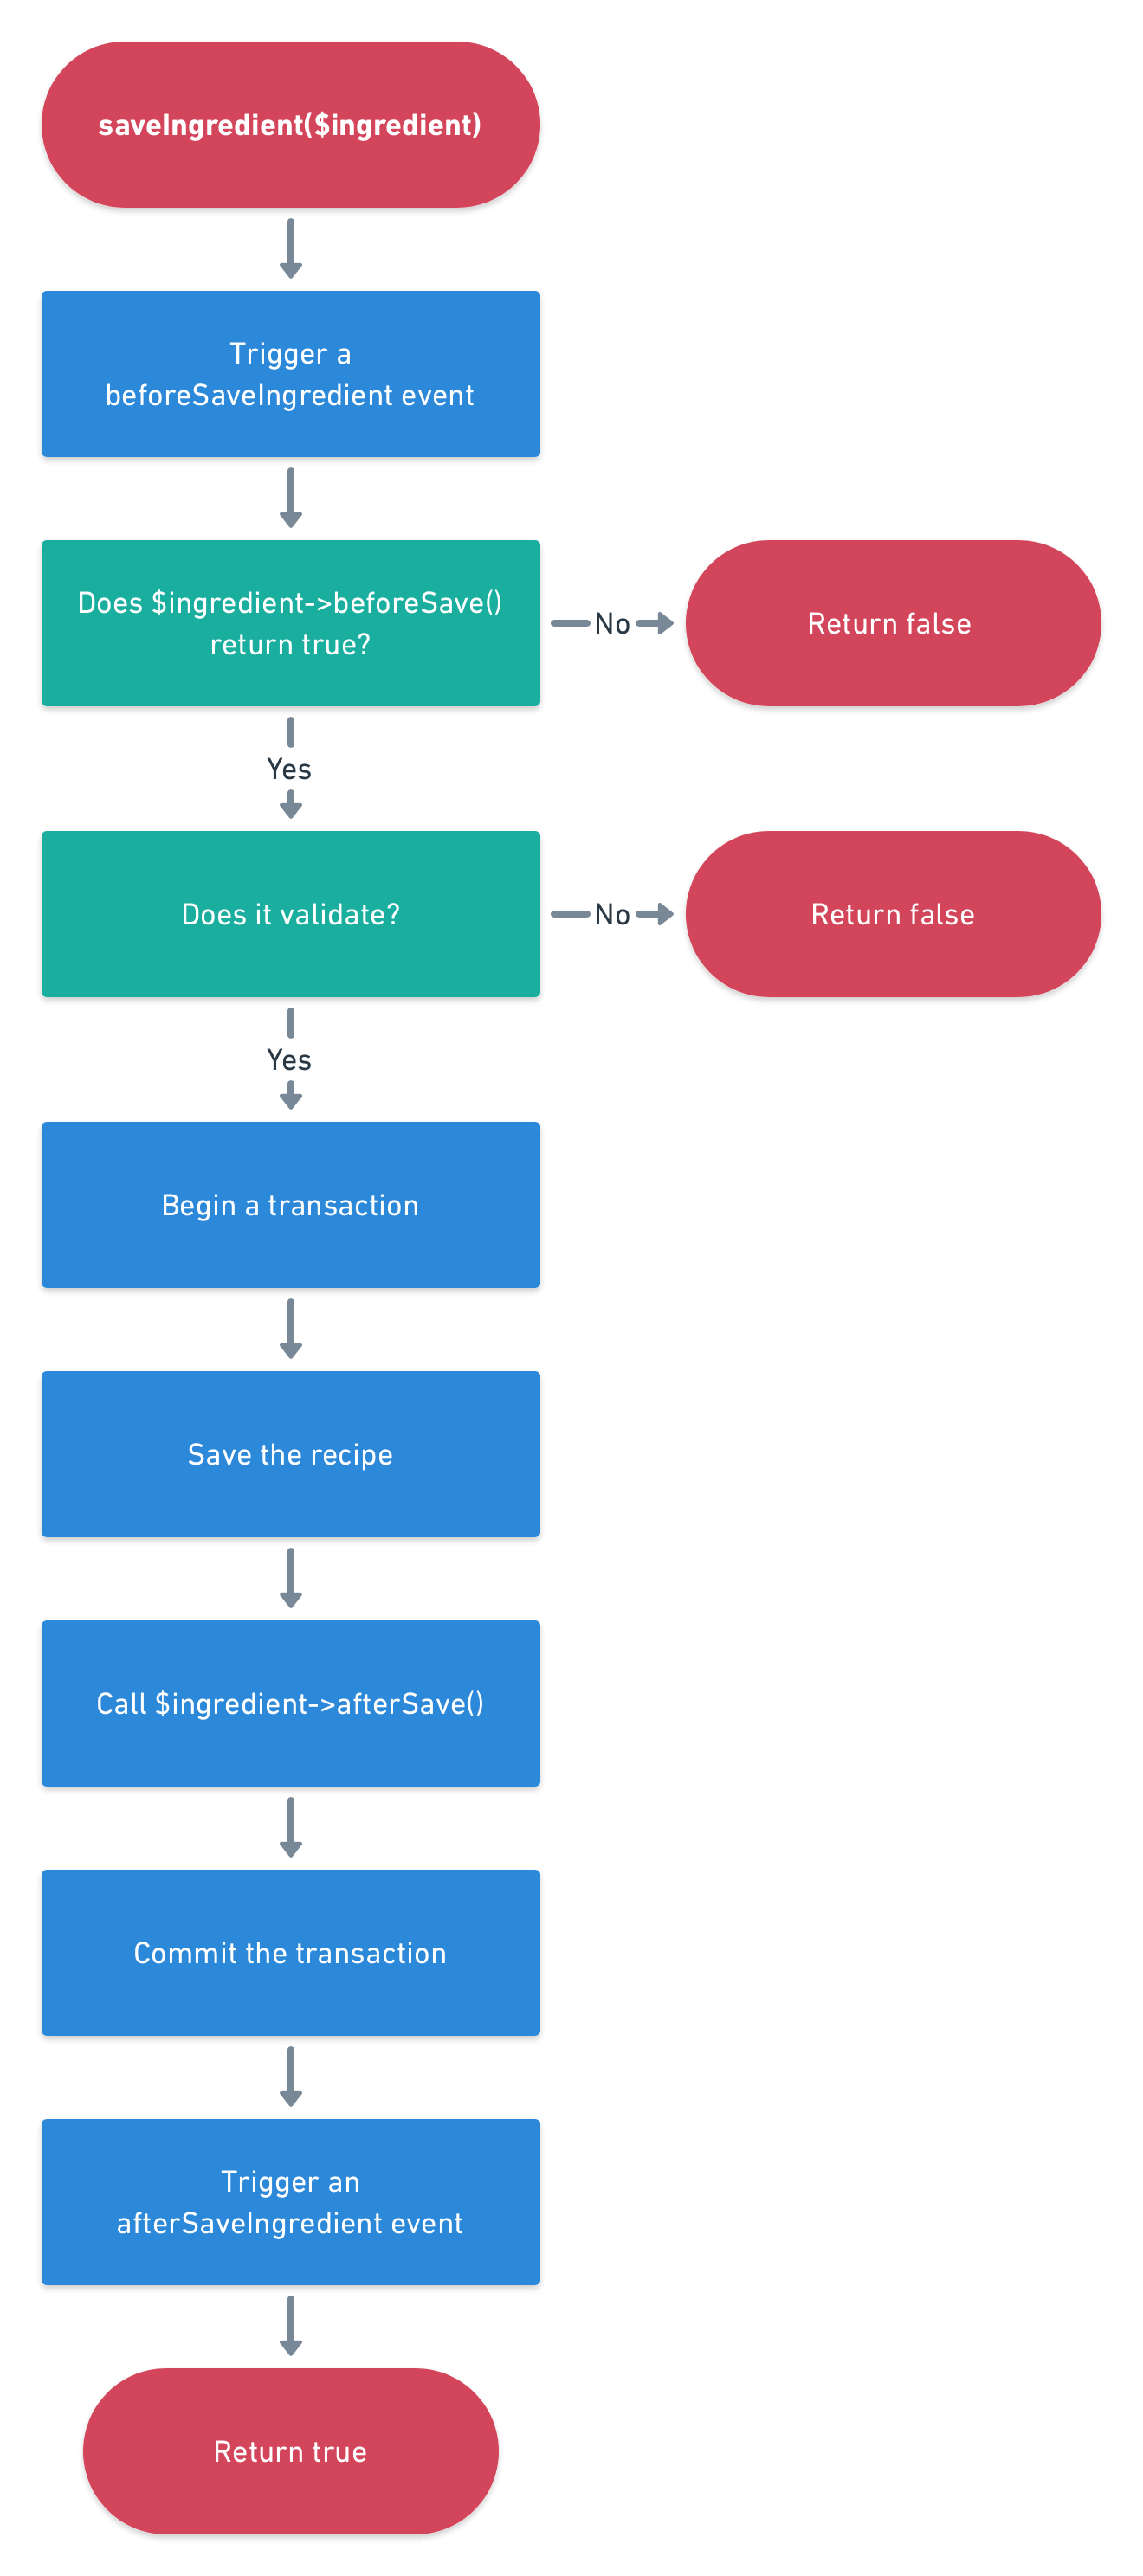 saveIngredient($ingredient)
Trigger a
beforeSaveIngredient event
Does $ingredient->beforeSave()
return true?
No
Return false
Yes
Does it validate?
No
Return false
Yes
Begin a transaction
Save the recipe
Call $ingredient->afterSave()
Commit the transaction
Trigger an
afterSaveIngredient event
Return true